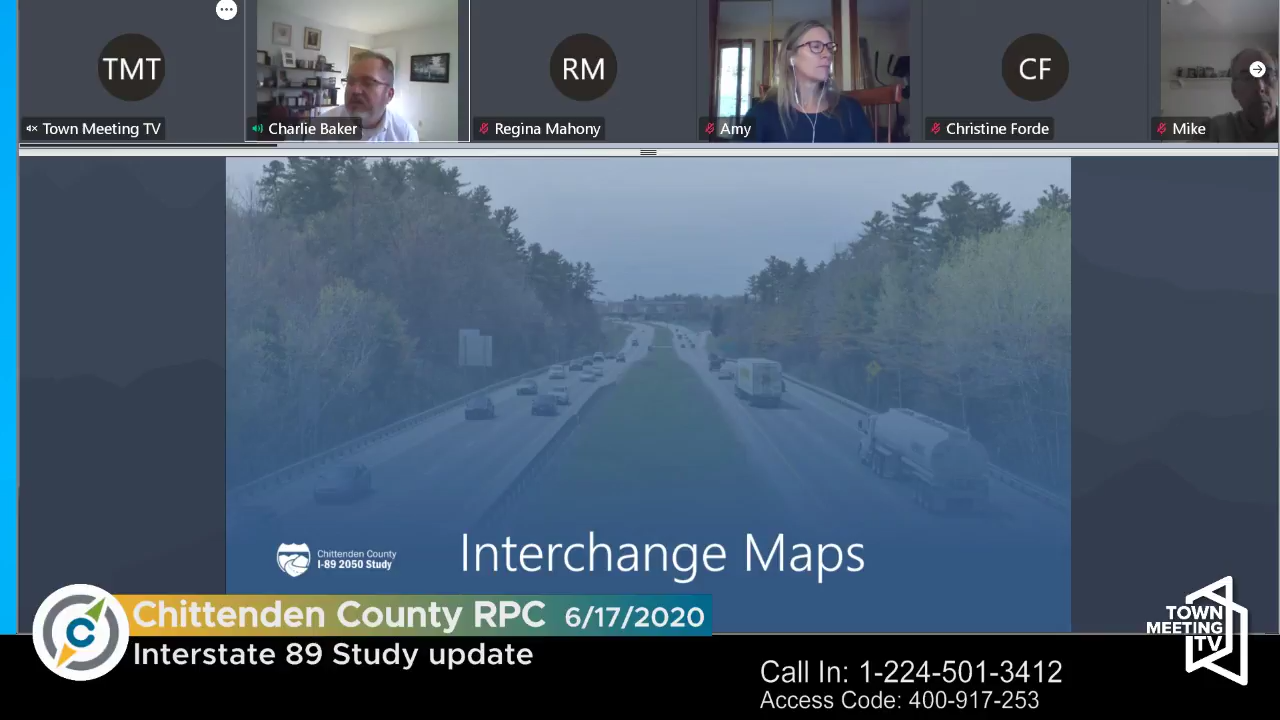 TMT
RM
CF
Town Meeting TV
Charlie Baker
Regina Mahony
Amy
Christine Forde
Mike
Chittenden County
I-89 2050 Study
Interchange Maps
C
Chittenden County RPC 6/17/2020
Interstate 89 Study update
TOWN
MEETING
TV
Call In: 1-224-501-3412
Access Code: 400-917-253